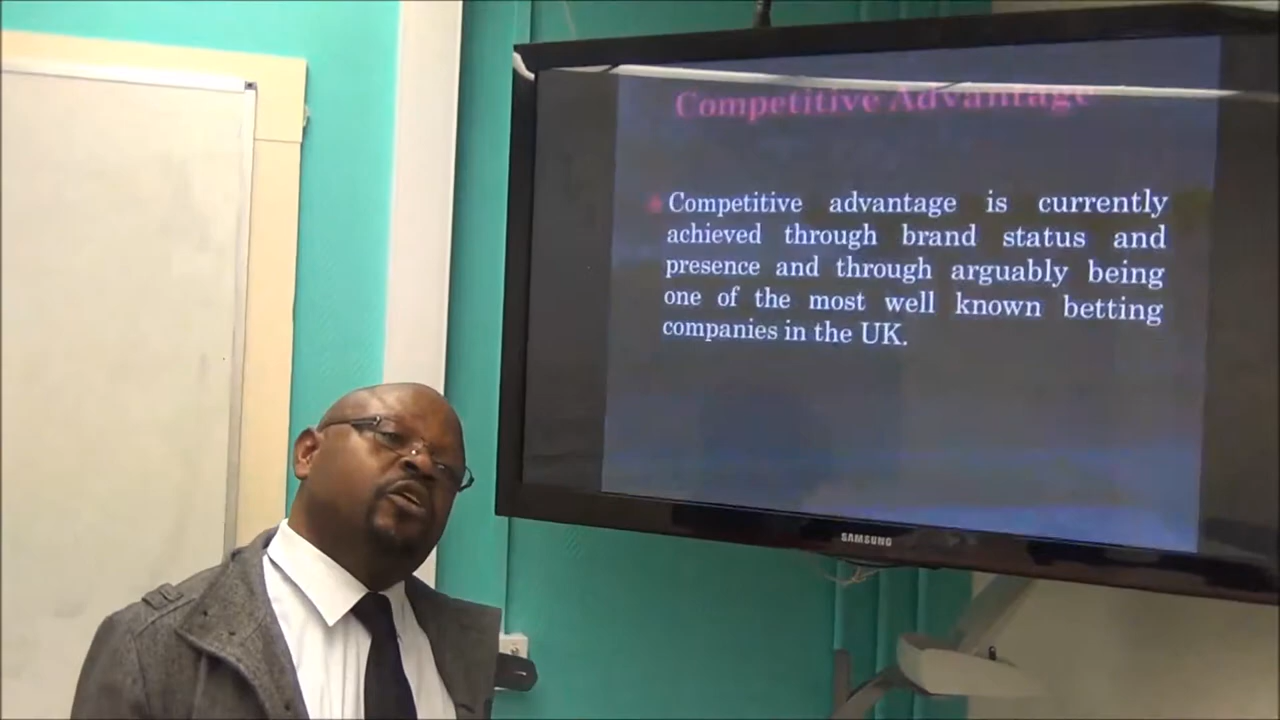 Competitive Advantage
Competitive advantage is currently
achieved through brand status and
presence and through arguably being
one of the most well known betting
companies in the UK.
SAMSUNG